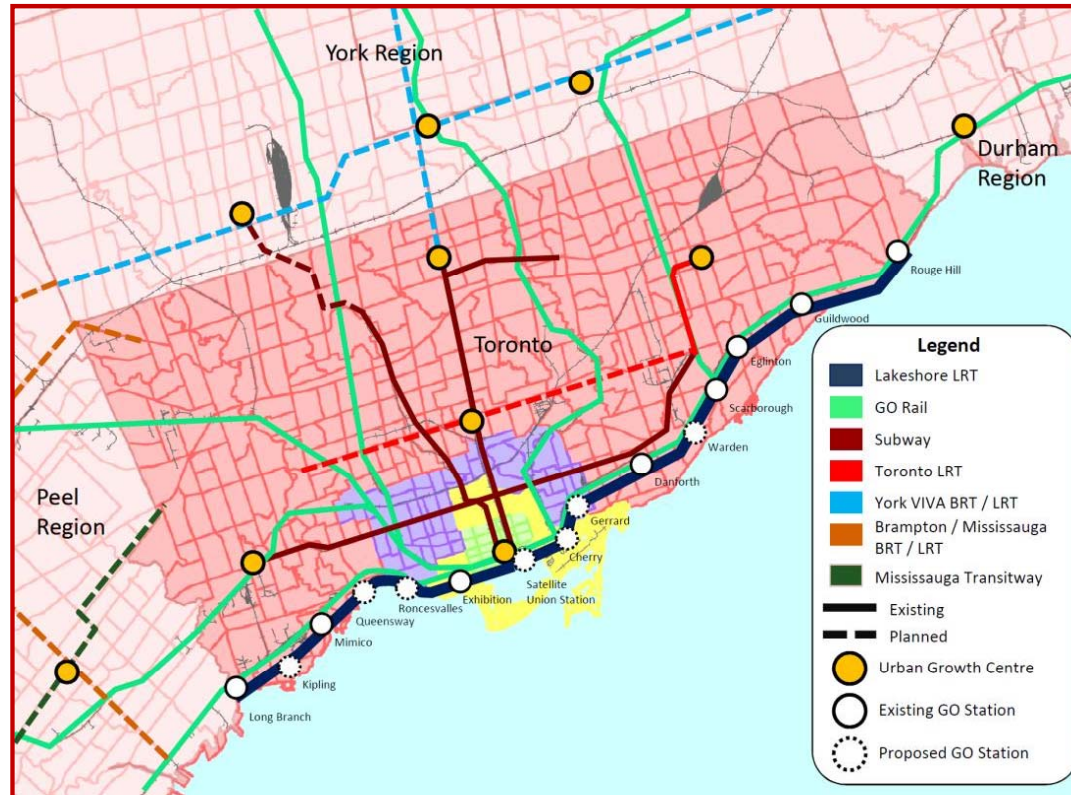 York Region
Durham
Region
Rouge Hill
Guildwood
Toronto
Eglinton
Scarborough
Warden
Peel
Region
Danforth
Gerrard
Cherry
Satellite
Union Station
Exhibition
Roncesvalles
Queensway
Mimico
Kipling
Long Branch
Legend
Lakeshore LRT
GO Rail
Subway
Toronto LRT
York VIVA BRT / LRT
Brampton / Mississauga
BRT / LRT
Mississauga Transitway
Existing
Planned
Urban Growth Centre
Existing GO Station
Proposed GO Station